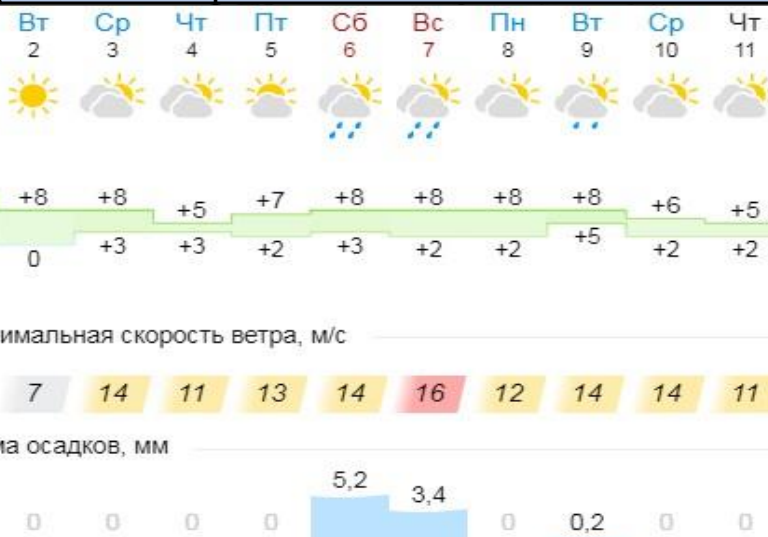 Вт Ср Чт Пт Сб Вс Пн Вт Ср Чт
2 3 4 5 6 7 8 9 10 11
+8 +8 +5 +7 +8 +8 +8 +8 +6 +5
0 +3 +3 +2 +3 +2 +2 +5 +2 +2
имальная скорость ветра, м/с
7 14 11 13 14 16 12 14 14 11
ма осадков, мм
5,2 3,4
0 0 0 0 0 0,2 0 0